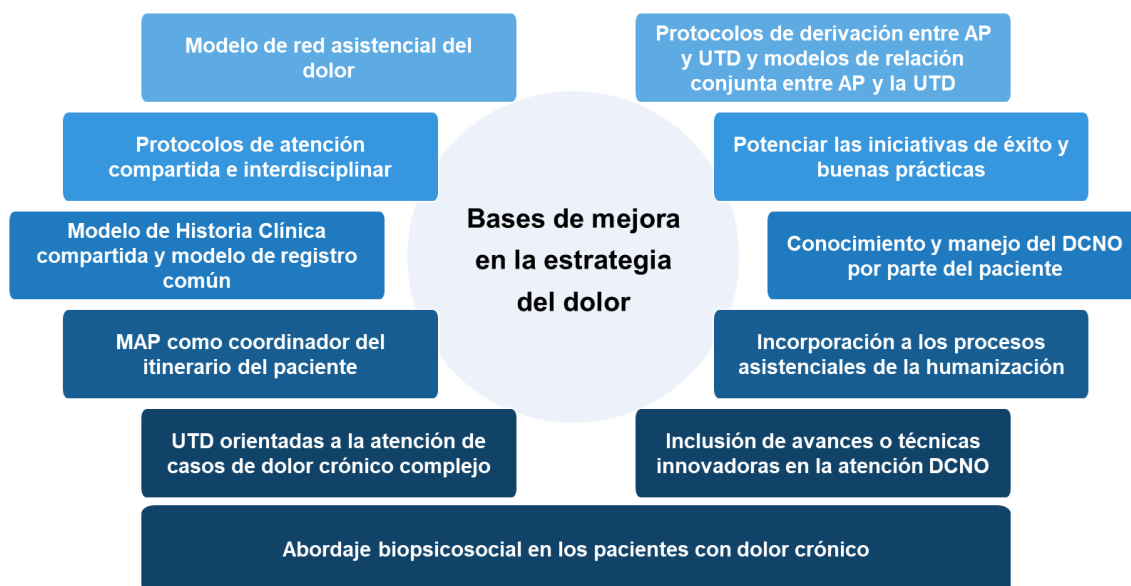 Modelo de red asistencial del
dolor
Protocolos de derivación entre AP
y UTD y modelos de relación
conjunta entre AP y la UTD
Protocolos de atención
compartida e interdisciplinar
Potenciar las iniciativas de éxito y
buenas prácticas
Bases de mejora
en la estrategia
del dolor
Modelo de Historia Clínica
compartida y modelo de registro
común
Conocimiento y manejo del DCNO
por parte del paciente
MAP como coordinador del
itinerario del paciente
Incorporación a los procesos
asistenciales de la humanización
UTD orientadas a la atención de
casos de dolor crónico complejo
Inclusión de avances o técnicas
innovadoras en la atención DCNO
Abordaje biopsicosocial en los pacientes con dolor crónico